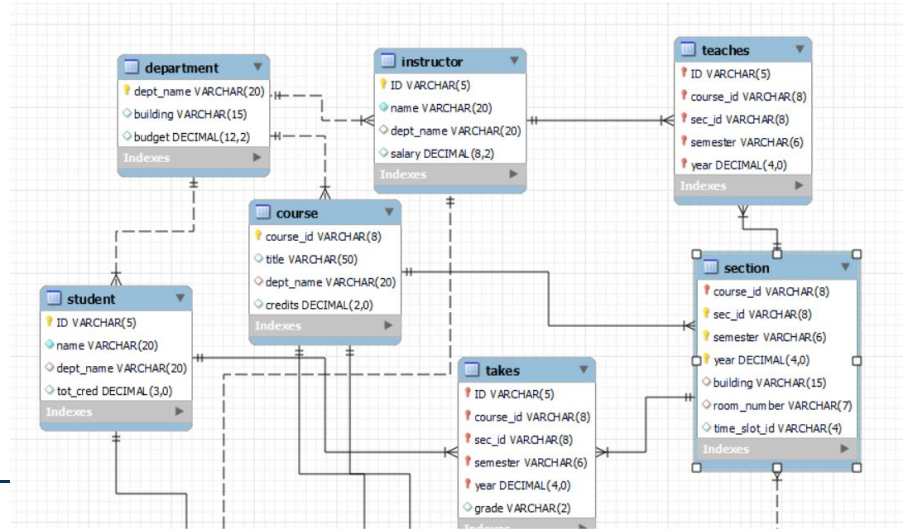 department
dept_name VARCHAR(20)
building VARCHAR(15)
budget DECIMAL(12,2)
Indexes
instructor
ID VARCHAR(5)
name VARCHAR(20)
dept_name VARCHAR(20)
salary DECIMAL(8,2)
Indexes
teaches
ID VARCHAR(5)
course_id VARCHAR(8)
sec_id VARCHAR(8)
semester VARCHAR(6)
year DECIMAL(4,0)
Indexes
course
course_id VARCHAR(8)
title VARCHAR(50)
dept_name VARCHAR(20)
credits DECIMAL(2,0)
Indexes
section
course_id VARCHAR(8)
sec_id VARCHAR(8)
semester VARCHAR(6)
year DECIMAL(4,0)
building VARCHAR(15)
room_number VARCHAR(7)
time_slot_id VARCHAR(4)
Indexes
student
ID VARCHAR(5)
name VARCHAR(20)
dept_name VARCHAR(20)
tot_cred DECIMAL(3,0)
Indexes
takes
ID VARCHAR(5)
course_id VARCHAR(8)
sec_id VARCHAR(8)
semester VARCHAR(6)
year DECIMAL(4,0)
grade VARCHAR(2)
Indexes